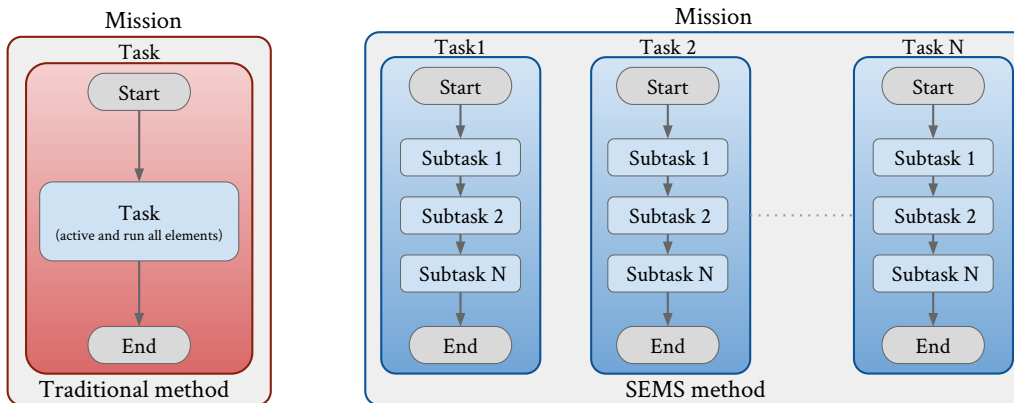 Mission
Task
Start
Task
(active and run all elements)
End
Traditional method
Mission
Task1
Start
Subtask 1
Subtask 2
Subtask N
End
Task 2
Start
Subtask 1
Subtask 2
Subtask N
End
Task N
Start
Subtask 1
Subtask 2
Subtask N
End
SEMS method